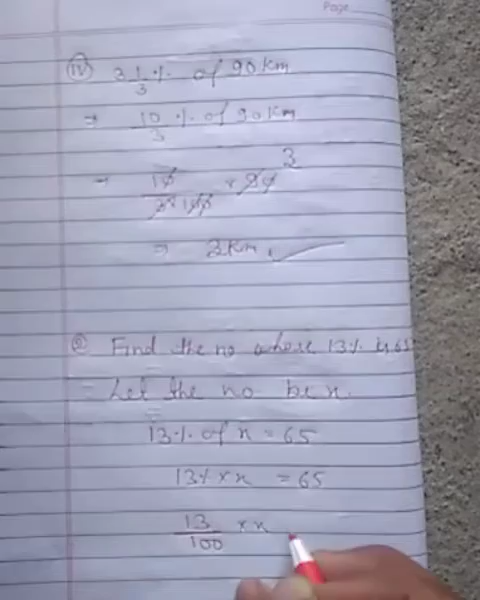 Page
(iv) 3 1/3 % of 90 km
⇒ 10/3 % of 90 km
3
→ 10/3×100 × 90
⇒ 3 km.
Q Find the no whose 13% is 65
= Let the no be x.
13% of x = 65
13% × x = 65
13/100 × x